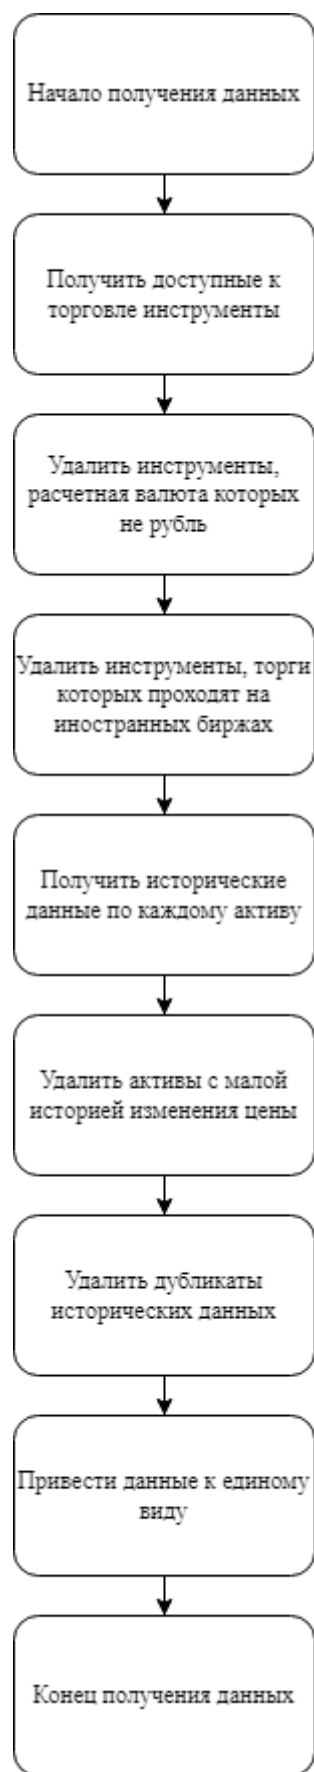 Начало получения данных
Получить доступные к
торговле инструменты
Удалить инструменты,
расчетная валюта которых
не рубль
Удалить инструменты, торги
которых проходят на
иностранных биржах
Получить исторические
данные по каждому активу
Удалить активы с малой
историей изменения цены
Удалить дубликаты
исторических данных
Привести данные к единому
виду
Конец получения данных